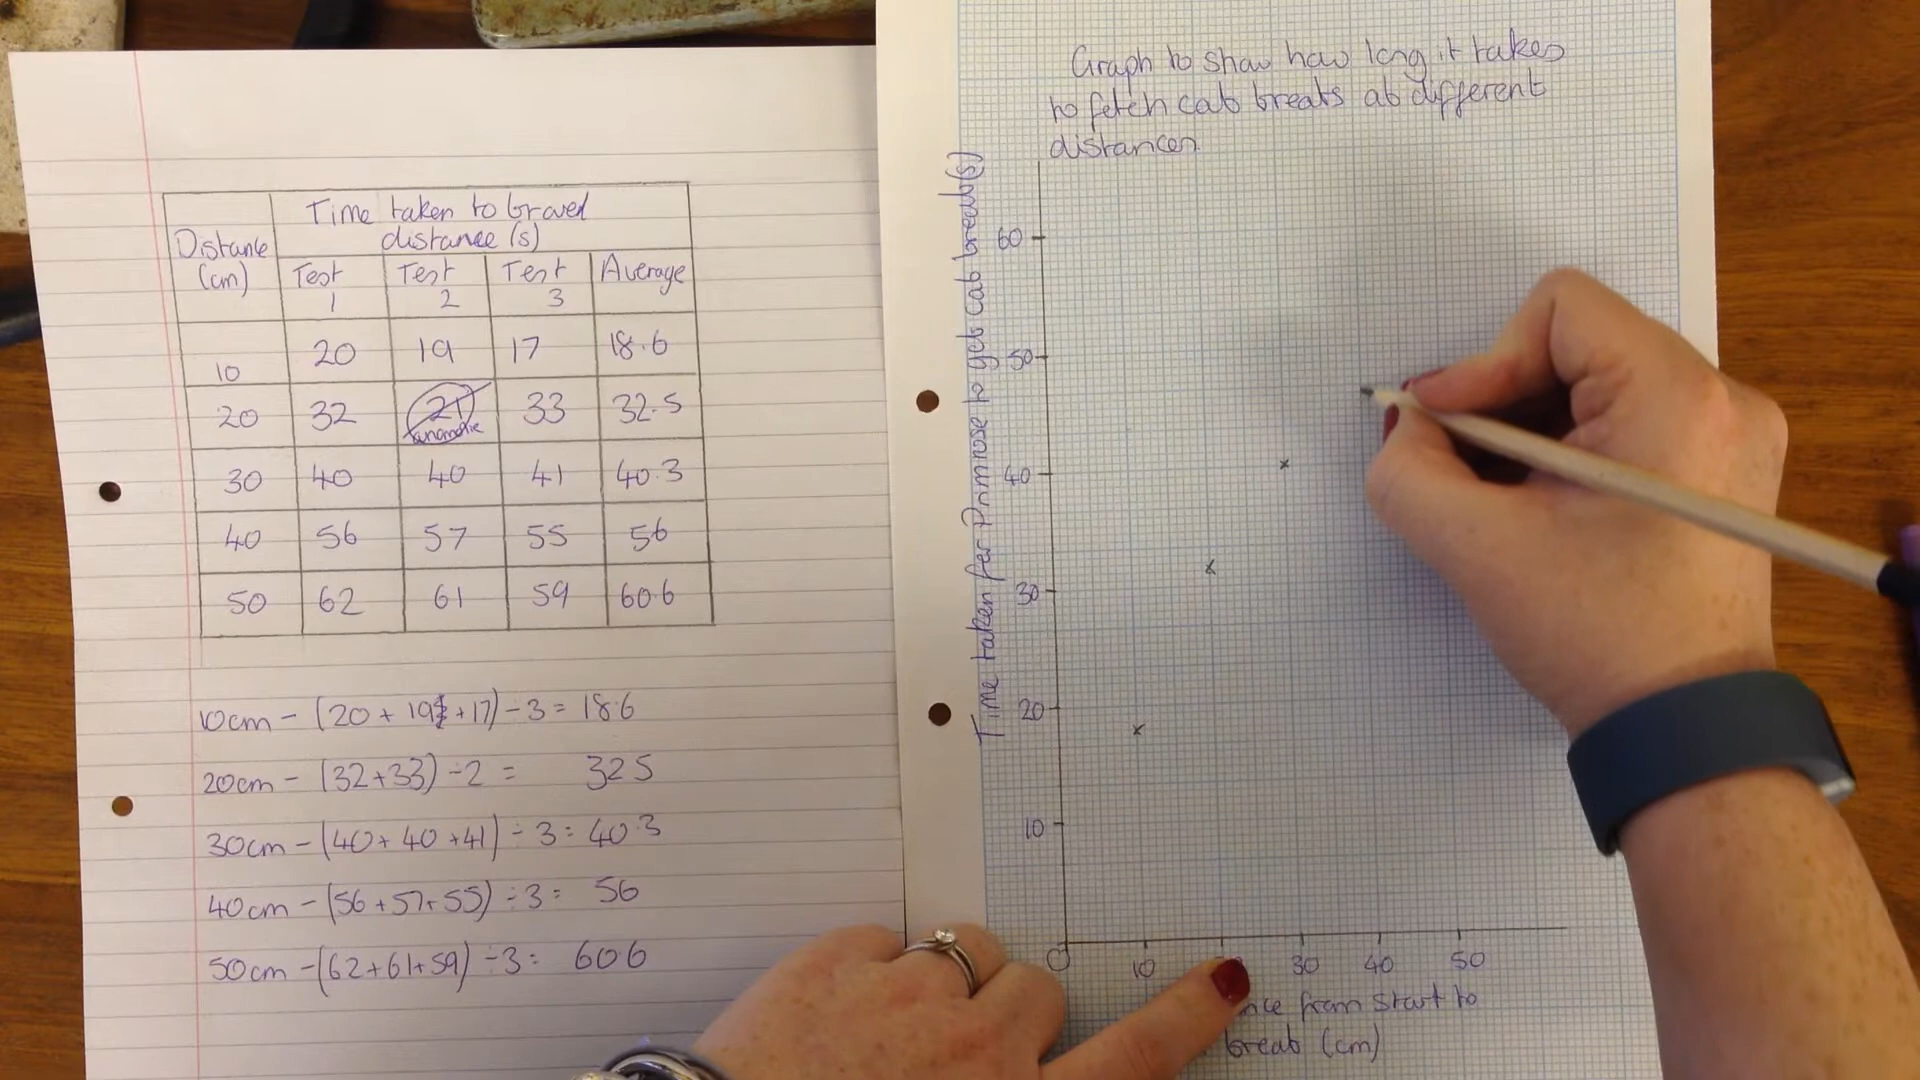 Time taken to travel
distance (s)
Distance
(cm)
Test 1
Test 2
Test 3
Average
10 20 19 17 18.6
20 32 21 33 32.5
anomolie
30 40 40 41 40.3
40 56 57 55 56
50 62 61 59 60.6
10cm - (20 + 19 + 17) - 3 = 18.6
20cm - (32+33) - 2 = 32.5
30cm - (40+ 40 +41) ÷ 3 = 40.3
40cm - (56+57+55) ÷ 3 = 56
50cm - (62+61+59) ÷ 3 = 60.6
Graph to show how long it takes
to fetch cat treats at different
distances
Time taken for Primrose to get cat treats (s)
60
50
40
30
20
10
0 10 30 40 50
nce from start to
treat (cm)